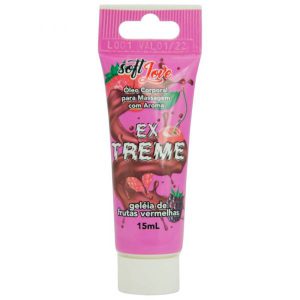 L001 VAL01/22
soft Love
Óleo Corporal
para Massagem
com Aroma
EX
TREME
geléia de
frutas vermelhas
15mL